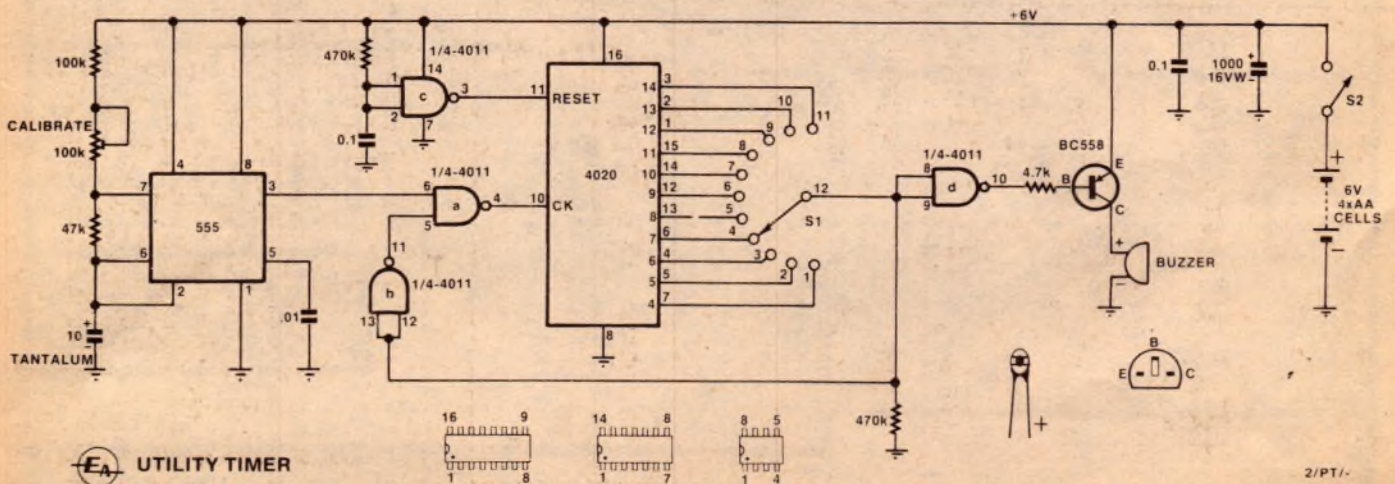 +6V
100k
CALIBRATE
100k
47k
10
+
-
TANTALUM
4 8
7 3
555
6 5
2 1
.01
470k
1/4-4011
14
1
c
3
2
7
0.1
1/4-4011
6
a
4
5
11
b
1/4-4011
13 12
16
11 RESET
10 CK
4020
8
14 3
13 2
12 1
11 15
10 14
9 12
8 13
7 6
6 4
5 5
4 7
11
10
9
8
7
6
5
4
3
2
1
12
S1
1/4-4011
8
d
10
9
4.7k
470k
BC558
B
E
C
+
-
BUZZER
0.1
1000
16VW
+
-
S2
+
6V
4xAA
CELLS
-
+
B
E C
16 9
1 8
14 8
1 7
8 5
1 4
EA UTILITY TIMER
2/PT/-